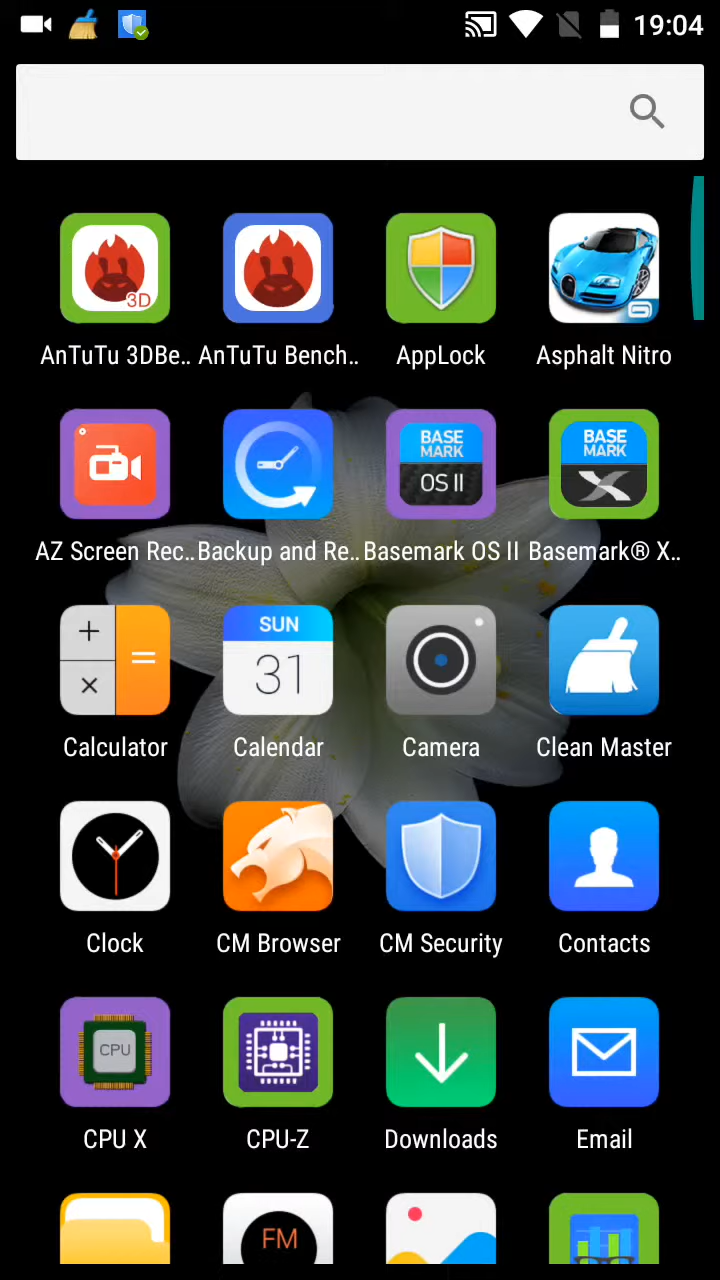 19:04
3D
AnTuTu 3DBe.. AnTuTu Bench.. AppLock Asphalt Nitro
BASE MARK OS II
BASE MARK
AZ Screen Rec.. Backup and Re.. Basemark OS II Basemark® X..
SUN
31
Calculator Calendar Camera Clean Master
Clock CM Browser CM Security Contacts
CPU
CPU X CPU-Z Downloads Email
FM